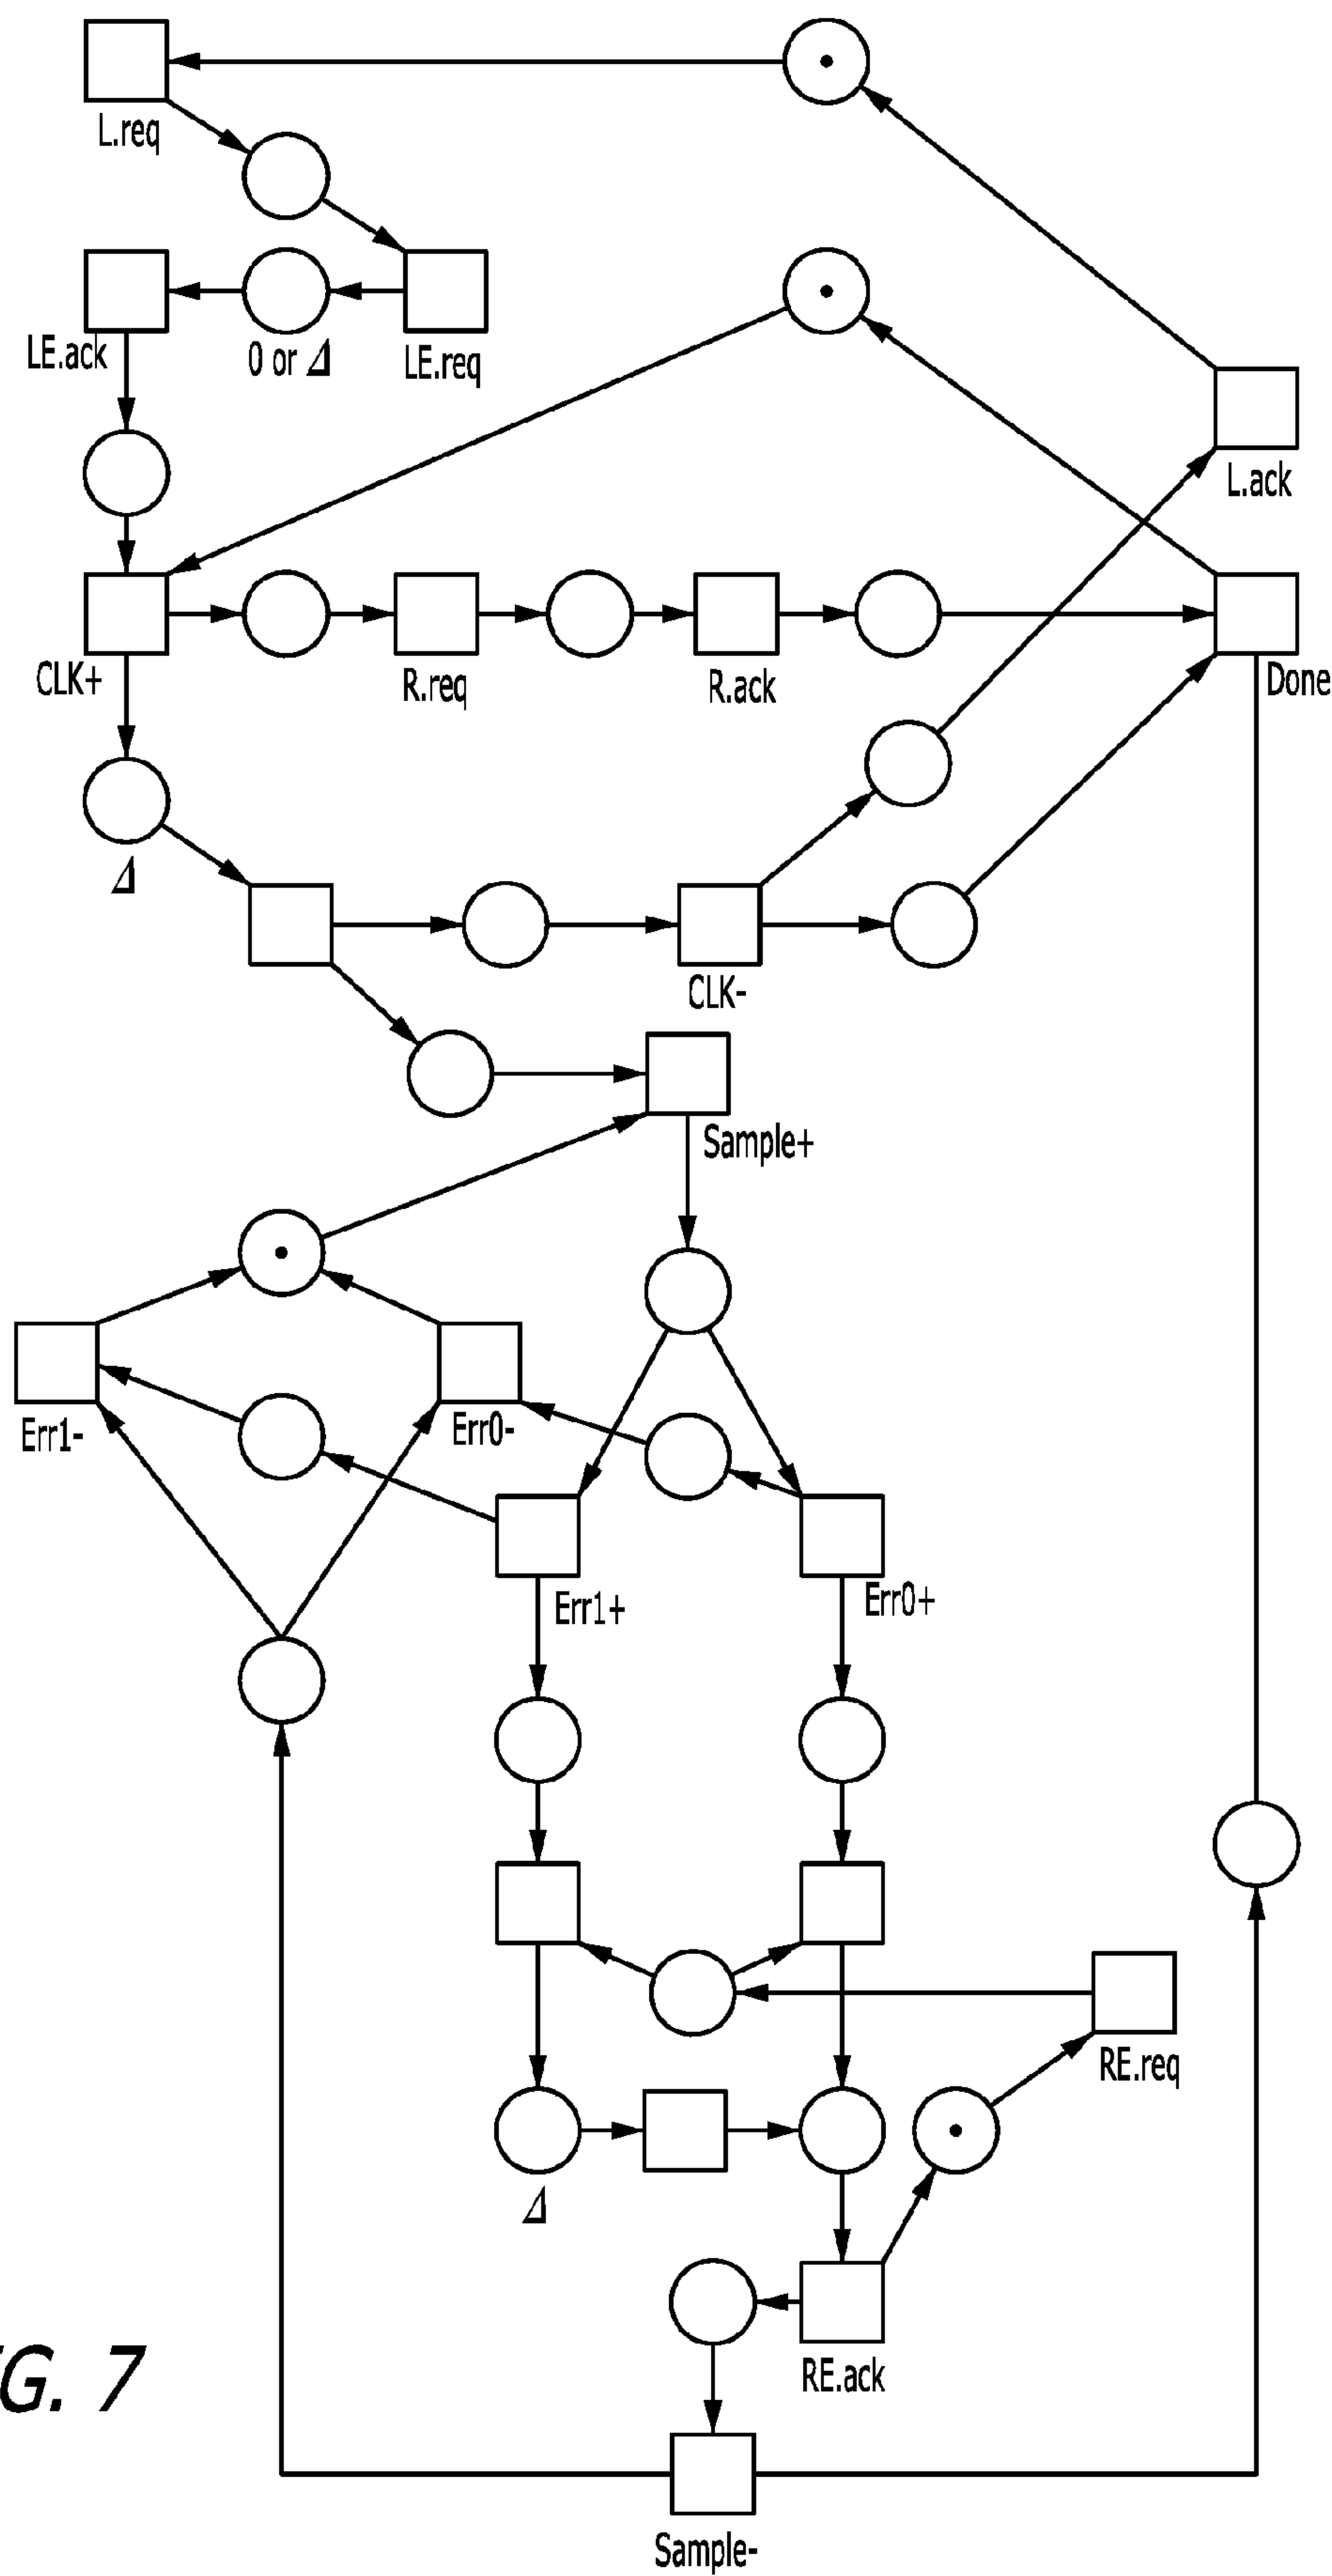 L.req
LE.ack
0 or Δ
LE.req
L.ack
CLK+
R.req
R.ack
Done
Δ
CLK-
Sample+
Err1-
Err0-
Err1+
Err0+
RE.req
Δ
RE.ack
G. 7
Sample-